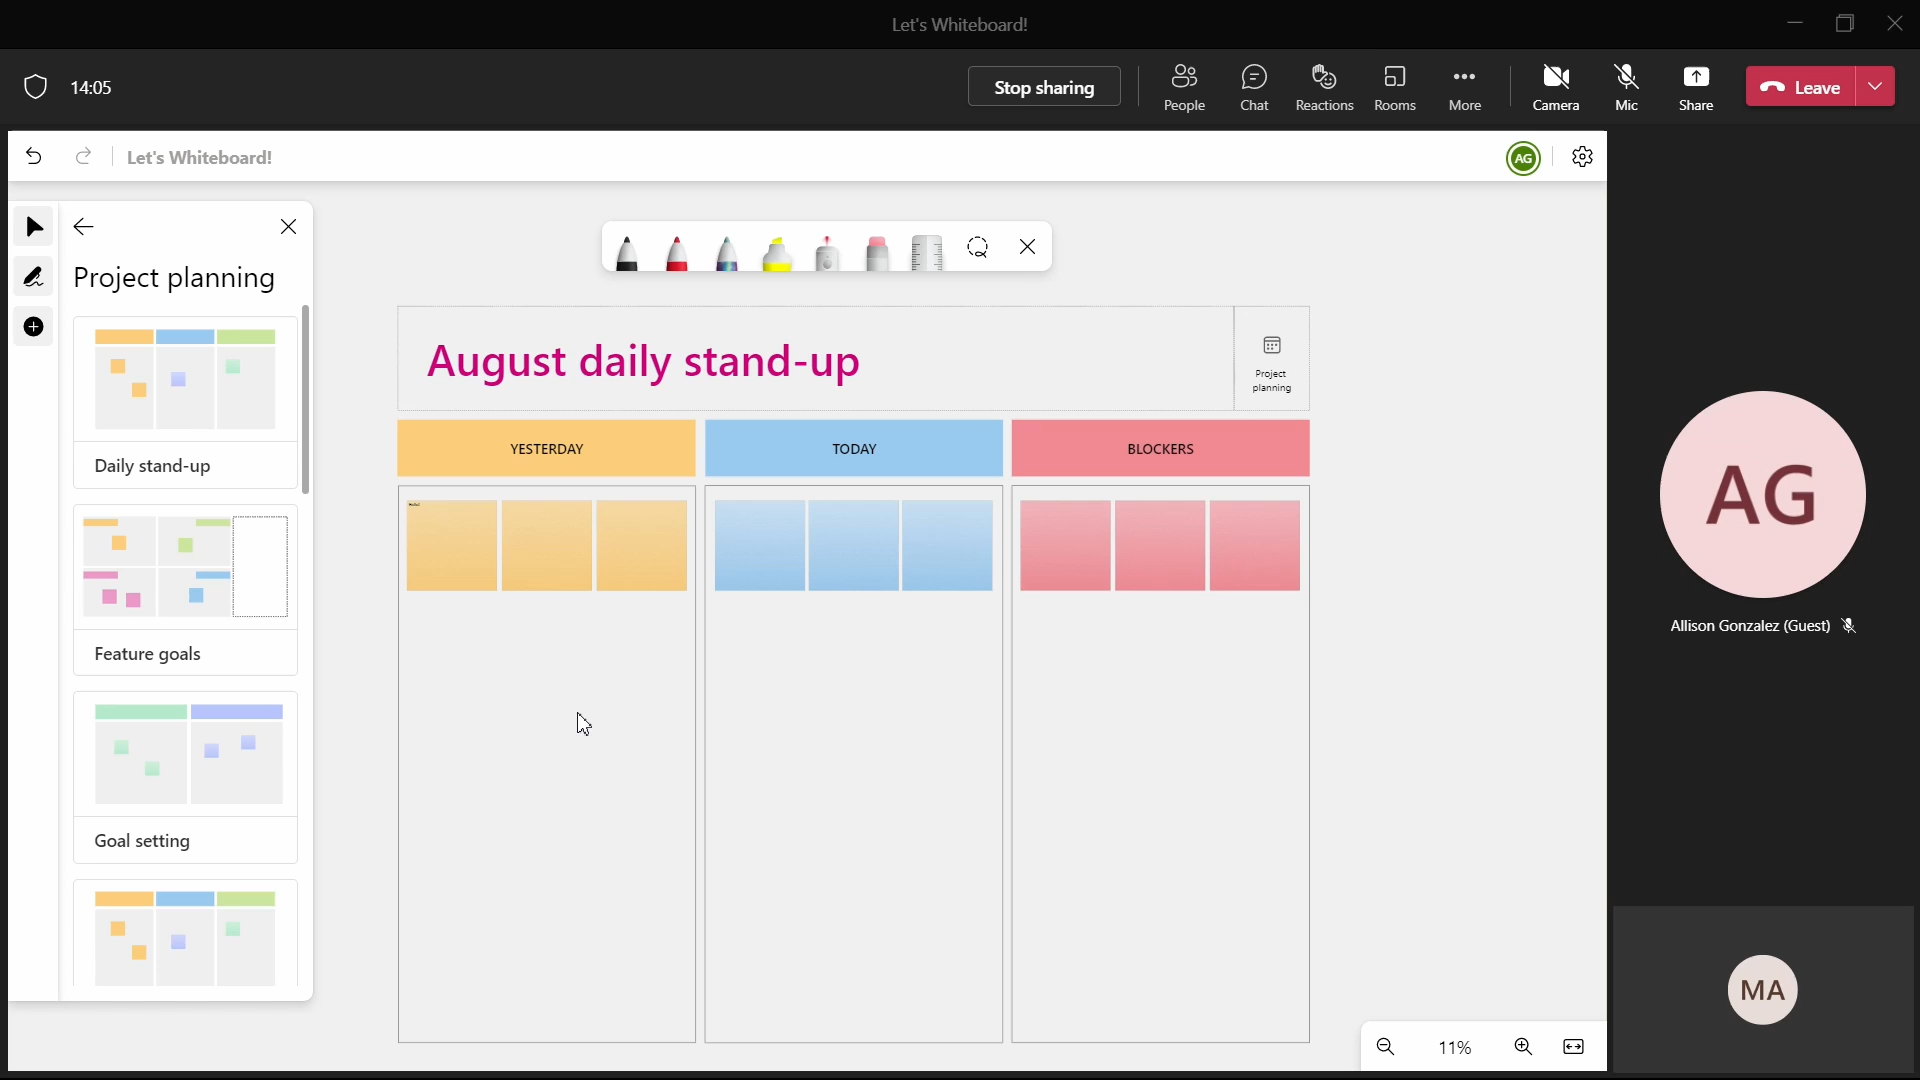 Let's Whiteboard!
14:05
Stop sharing
People
Chat
Reactions
Rooms
More
Camera
Mic
Share
Leave
Let's Whiteboard!
AG
Project planning
Daily stand-up
Feature goals
Goal setting
August daily stand-up
Project
planning
YESTERDAY
TODAY
BLOCKERS
AG
Allison Gonzalez (Guest)
MA
11%